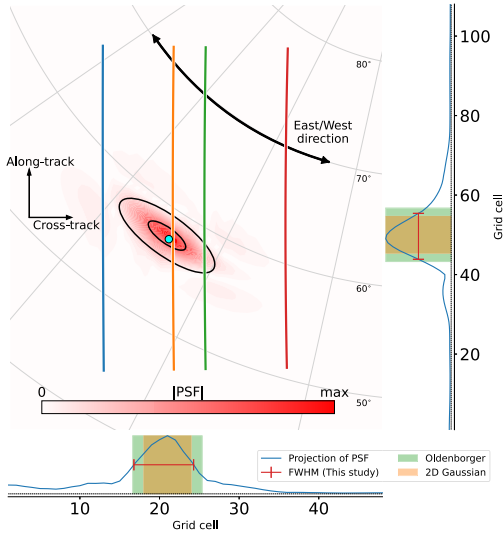 100
80°
East/West
direction
80
Along-track
70°
60
Cross-track
Grid cell
40
60°
20
|PSF|
0
max
50°
Projection of PSF
Oldenborger
FWHM (This study)
2D Gaussian
10
20
30
40
Grid cell